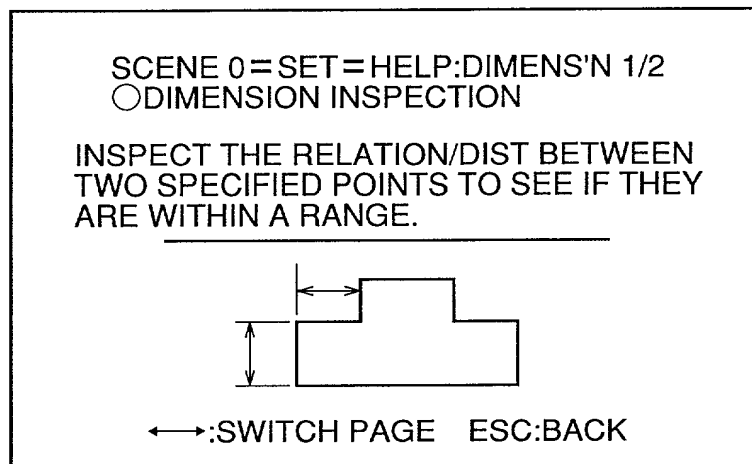 SCENE 0=SET=HELP:DIMENS'N 1/2
○DIMENSION INSPECTION
INSPECT THE RELATION/DIST BETWEEN
TWO SPECIFIED POINTS TO SEE IF THEY
ARE WITHIN A RANGE.
←→:SWITCH PAGE ESC:BACK